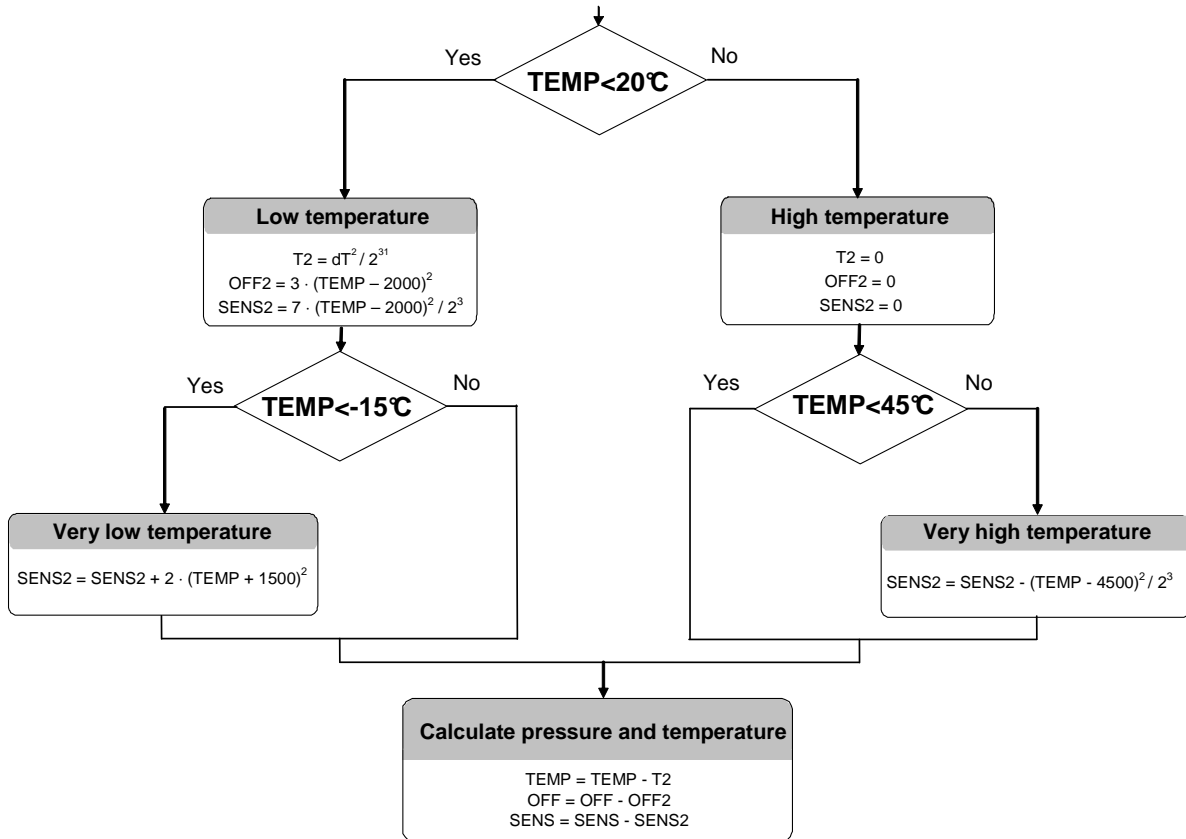 Yes
No
TEMP<20°C
Low temperature
T2 = dT² / 2³¹
OFF2 = 3 · (TEMP – 2000)²
SENS2 = 7 · (TEMP – 2000)² / 2³
High temperature
T2 = 0
OFF2 = 0
SENS2 = 0
Yes
No
TEMP<-15°C
Yes
No
TEMP<45°C
Very low temperature
SENS2 = SENS2 + 2 · (TEMP + 1500)²
Very high temperature
SENS2 = SENS2 - (TEMP - 4500)² / 2³
Calculate pressure and temperature
TEMP = TEMP - T2
OFF = OFF - OFF2
SENS = SENS - SENS2